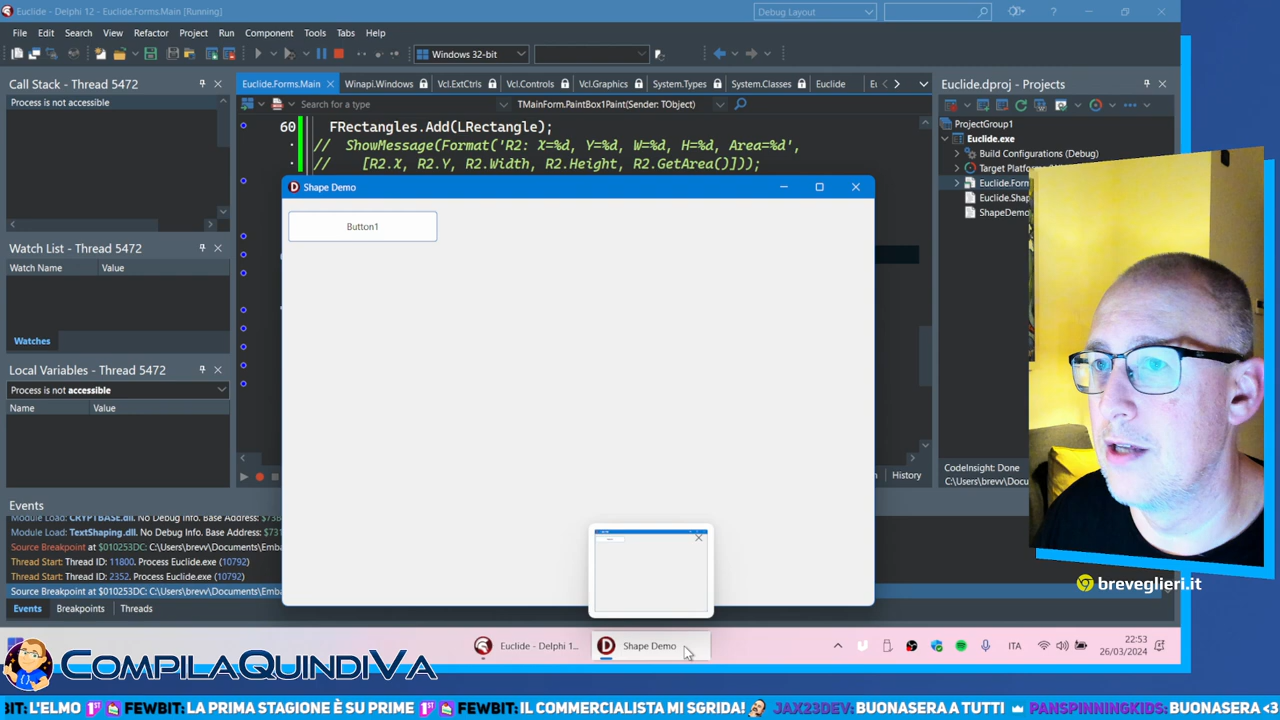 Euclide - Delphi 12 - Euclide.Forms.Main [Running]
Debug Layout
File Edit Search View Refactor Project Run Component Tools Tabs Help
Windows 32-bit
Call Stack - Thread 5472
Process is not accessible
Watch List - Thread 5472
Watch Name Value
Watches
Local Variables - Thread 5472
Process is not accessible
Name Value
Euclide.Forms.Main Winapi.Windows Vcl.ExtCtrls Vcl.Controls Vcl.Graphics System.Types System.Classes Euclide
Search for a type TMainForm.PaintBox1Paint(Sender: TObject)
60 FRectangles.Add(LRectangle);
// ShowMessage(Format('R2: X=%d, Y=%d, W=%d, H=%d, Area=%d',
// [R2.X, R2.Y, R2.Width, R2.Height, R2.GetArea()]));
Shape Demo
Button1
History
Euclide.dproj - Projects
ProjectGroup1
Euclide.exe
Build Configurations (Debug)
Target Platfor
Euclide.Form
Euclide.Shap
ShapeDemo
CodeInsight: Done
C:\Users\brevv\Docu
Events
Module Load: CRYPTBASE.dll. No Debug Info. Base Address: $73B
Module Load: TextShaping.dll. No Debug Info. Base Address: $731
Source Breakpoint at $010253DC: C:\Users\brevv\Documents\Emba
Thread Start: Thread ID: 11800. Process Euclide.exe (10792)
Thread Start: Thread ID: 2352. Process Euclide.exe (10792)
Source Breakpoint at $010253DC: C:\Users\brevv\Documents\Emba
Events Breakpoints Threads
breveglieri.it
Euclide - Delphi 1...
Shape Demo
ITA
22:53
26/03/2024
COMPILAQUINDIVA
BIT: L'ELMO 1st FEWBIT: LA PRIMA STAGIONE È SU PRIME 1st FEWBIT: IL COMMERCIALISTA MI SGRIDA! JAX23DEV: BUONASERA A TUTTI PANSPINNINGKIDS: BUONASERA <3